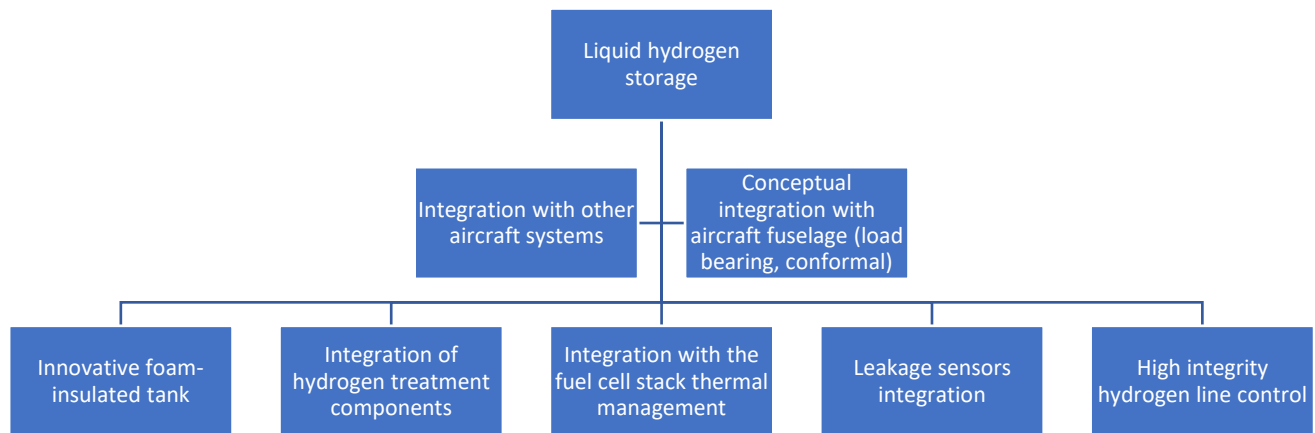 Liquid hydrogen
storage
Integration with other
aircraft systems
Conceptual
integration with
aircraft fuselage (load
bearing, conformal)
Innovative foam-
insulated tank
Integration of
hydrogen treatment
components
Integration with the
fuel cell stack thermal
management
Leakage sensors
integration
High integrity
hydrogen line control